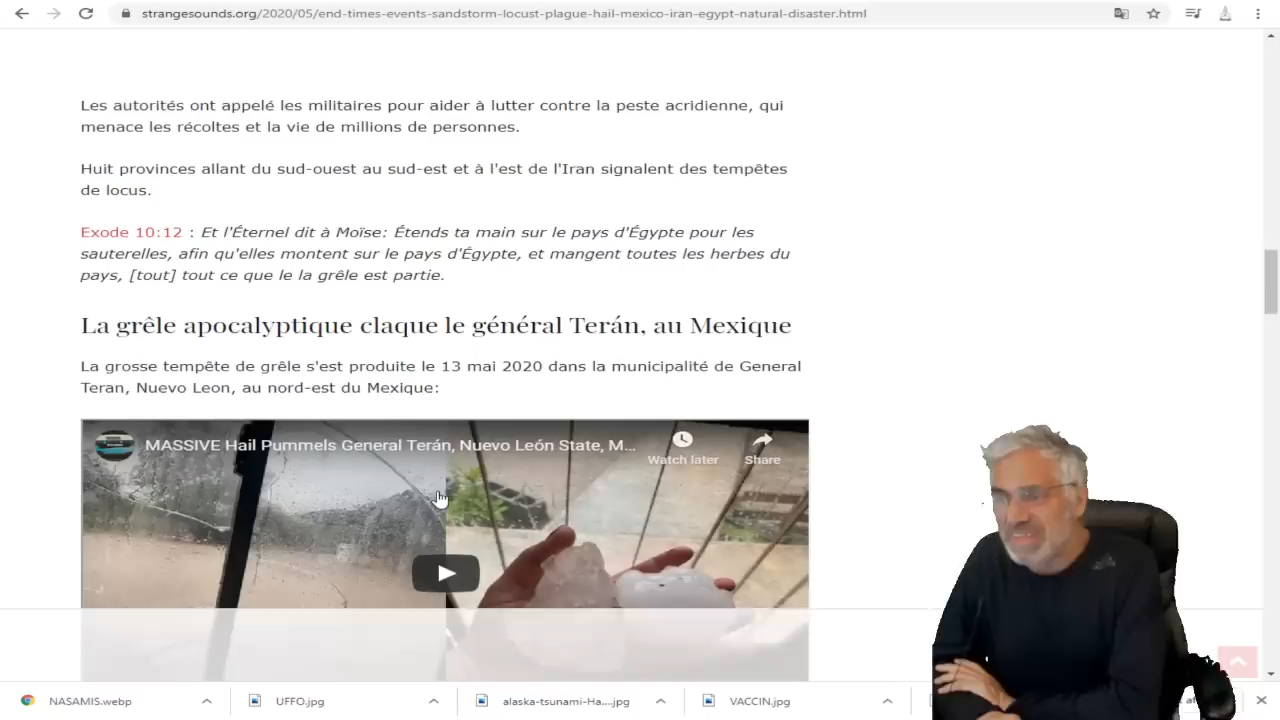 strangesounds.org/2020/05/end-times-events-sandstorm-locust-plague-hail-mexico-iran-egypt-natural-disaster.html
Les autorités ont appelé les militaires pour aider à lutter contre la peste acridienne, qui
menace les récoltes et la vie de millions de personnes.
Huit provinces allant du sud-ouest au sud-est et à l'est de l'Iran signalent des tempêtes
de locus.
Exode 10:12 : Et l'Éternel dit à Moïse: Étends ta main sur le pays d'Égypte pour les
sauterelles, afin qu'elles montent sur le pays d'Égypte, et mangent toutes les herbes du
pays, [tout] tout ce que le la grêle est partie.
La grêle apocalyptique claque le général Terán, au Mexique
La grosse tempête de grêle s'est produite le 13 mai 2020 dans la municipalité de General
Teran, Nuevo Leon, au nord-est du Mexique:
MASSIVE Hail Pummels General Terán, Nuevo León State, M...
Watch later
Share
NASAMIS.webp
UFFO.jpg
alaska-tsunami-Ha....jpg
VACCIN.jpg